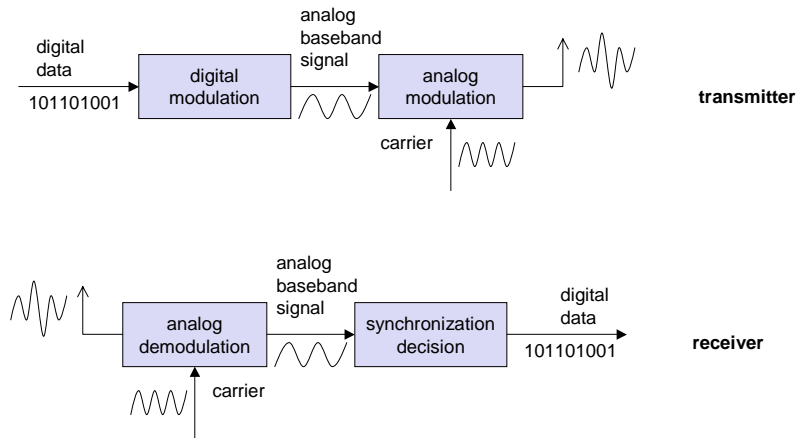 analog
baseband
signal
digital
data
101101001
digital
modulation
analog
modulation
carrier
transmitter
analog
baseband
signal
analog
demodulation
carrier
synchronization
decision
digital
data
101101001
receiver